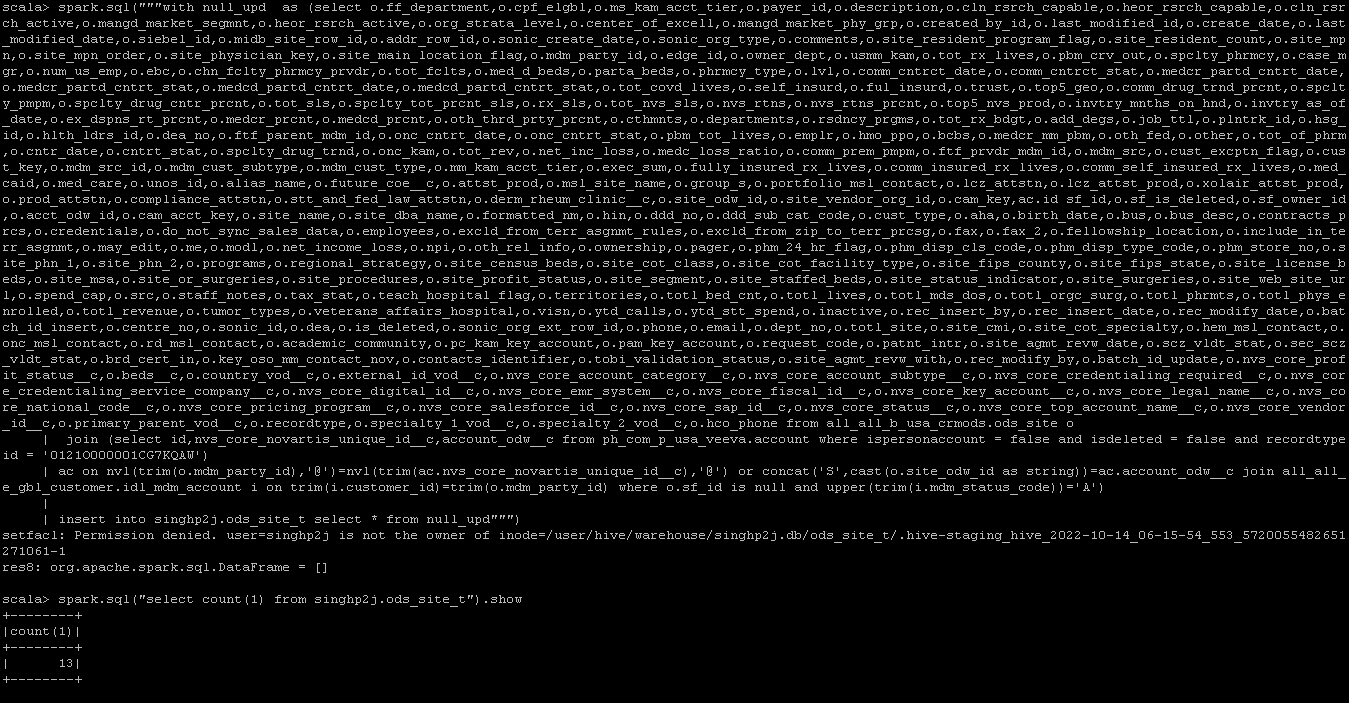 scala> spark.sql("""with null_upd  as (select o.ff_department,o.cpf_elgbl,o.ms_kam_acct_tier,o.payer_id,o.description,o.cln_rsrch_capable,o.heor_rsrch_capable,o.cln_rsr
ch_active,o.mangd_market_segmnt,o.heor_rsrch_active,o.org_strata_level,o.center_of_excell,o.mangd_market_phy_grp,o.created_by_id,o.last_modified_id,o.create_date,o.last
_modified_date,o.siebel_id,o.midb_site_row_id,o.addr_row_id,o.sonic_create_date,o.sonic_org_type,o.comments,o.site_resident_program_flag,o.site_resident_count,o.site_mp
n,o.site_mpn_order,o.site_physician_key,o.site_main_location_flag,o.mdm_party_id,o.edge_id,o.owner_dept,o.usmm_kam,o.tot_rx_lives,o.pbm_crv_out,o.spclty_phrmcy,o.case_m
gr,o.num_us_emp,o.ebc,o.chn_fclty_phrmcy_prvdr,o.tot_fclts,o.med_d_beds,o.parta_beds,o.phrmcy_type,o.lvl,o.comm_cntrct_date,o.comm_cntrct_stat,o.medcr_partd_cntrt_date,
o.medcr_partd_cntrt_stat,o.medcd_partd_cntrt_date,o.medcd_partd_cntrt_stat,o.tot_covd_lives,o.self_insurd,o.ful_insurd,o.trust,o.top5_geo,o.comm_drug_trnd_prcnt,o.spclt
y_pmpm,o.spclty_drug_cntr_prcnt,o.tot_sls,o.spclty_tot_prcnt_sls,o.rx_sls,o.tot_nvs_sls,o.nvs_rtns,o.nvs_rtns_prcnt,o.top5_nvs_prod,o.invtry_mnths_on_hnd,o.invtry_as_of
_date,o.ex_dspns_rt_prcnt,o.medcr_prcnt,o.medcd_prcnt,o.oth_thrd_prty_prcnt,o.cthmnts,o.departments,o.rsdncy_prgms,o.tot_rx_bdgt,o.add_degs,o.job_ttl,o.plntrk_id,o.hsg_
id,o.hlth_ldrs_id,o.dea_no,o.ftf_parent_mdm_id,o.onc_cntrt_date,o.onc_cntrt_stat,o.pbm_tot_lives,o.emplr,o.hmo_ppo,o.bcbs,o.medcr_mm_pbm,o.oth_fed,o.other,o.tot_of_phrm
,o.cntr_date,o.cntrt_stat,o.spclty_drug_trnd,o.onc_kam,o.tot_rev,o.net_inc_loss,o.medc_loss_ratio,o.comm_prem_pmpm,o.ftf_prvdr_mdm_id,o.mdm_src,o.cust_excptn_flag,o.cus
t_key,o.mdm_src_id,o.mdm_cust_subtype,o.mdm_cust_type,o.mm_kam_acct_tier,o.exec_sum,o.fully_insured_rx_lives,o.comm_insured_rx_lives,o.comm_self_insured_rx_lives,o.med_
caid,o.med_care,o.unos_id,o.alias_name,o.future_coe__c,o.attst_prod,o.msl_site_name,o.group_s,o.portfolio_msl_contact,o.lcz_attstn,o.lcz_attst_prod,o.xolair_attst_prod,
o.prod_attstn,o.compliance_attstn,o.stt_and_fed_law_attstn,o.derm_rheum_clinic__c,o.site_odw_id,o.site_vendor_org_id,o.cam_key,ac.id sf_id,o.sf_is_deleted,o.sf_owner_id
,o.acct_odw_id,o.cam_acct_key,o.site_name,o.site_dba_name,o.formatted_nm,o.hin,o.ddd_no,o.ddd_sub_cat_code,o.cust_type,o.aha,o.birth_date,o.bus,o.bus_desc,o.contracts_p
rcs,o.credentials,o.do_not_sync_sales_data,o.employees,o.excld_from_terr_asgnmt_rules,o.excld_from_zip_to_terr_prcsg,o.fax,o.fax_2,o.fellowship_location,o.include_in_te
rr_asgnmt,o.may_edit,o.me,o.modl,o.net_income_loss,o.npi,o.oth_rel_info,o.ownership,o.pager,o.phm_24_hr_flag,o.phm_disp_cls_code,o.phm_disp_type_code,o.phm_store_no,o.s
ite_phn_1,o.site_phn_2,o.programs,o.regional_strategy,o.site_census_beds,o.site_cot_class,o.site_cot_facility_type,o.site_fips_county,o.site_fips_state,o.site_license_b
eds,o.site_msa,o.site_or_surgeries,o.site_procedures,o.site_profit_status,o.site_segment,o.site_staffed_beds,o.site_status_indicator,o.site_surgeries,o.site_web_site_ur
l,o.spend_cap,o.src,o.staff_notes,o.tax_stat,o.teach_hospital_flag,o.territories,o.totl_bed_cnt,o.totl_lives,o.totl_mds_dos,o.totl_orgc_surg,o.totl_phrmts,o.totl_phys_e
nrolled,o.totl_revenue,o.tumor_types,o.veterans_affairs_hospital,o.visn,o.ytd_calls,o.ytd_stt_spend,o.inactive,o.rec_insert_by,o.rec_insert_date,o.rec_modify_date,o.bat
ch_id_insert,o.centre_no,o.sonic_id,o.dea,o.is_deleted,o.sonic_org_ext_row_id,o.phone,o.email,o.dept_no,o.totl_site,o.site_cmi,o.site_cot_specialty,o.hem_msl_contact,o.
onc_msl_contact,o.rd_msl_contact,o.academic_community,o.pc_kam_key_account,o.pam_key_account,o.request_code,o.patnt_intr,o.site_agmt_revw_date,o.scz_vldt_stat,o.sec_scz
_vldt_stat,o.brd_cert_in,o.key_oso_mm_contact_nov,o.contacts_identifier,o.tobi_validation_status,o.site_agmt_revw_with,o.rec_modify_by,o.batch_id_update,o.nvs_core_prof
it_status__c,o.beds__c,o.country_vod__c,o.external_id_vod__c,o.nvs_core_account_category__c,o.nvs_core_account_subtype__c,o.nvs_core_credentialing_required__c,o.nvs_cor
e_credentialing_service_company__c,o.nvs_core_digital_id__c,o.nvs_core_emr_system__c,o.nvs_core_fiscal_id__c,o.nvs_core_key_account__c,o.nvs_core_legal_name__c,o.nvs_co
re_national_code__c,o.nvs_core_pricing_program__c,o.nvs_core_salesforce_id__c,o.nvs_core_sap_id__c,o.nvs_core_status__c,o.nvs_core_top_account_name__c,o.nvs_core_vendor
_id__c,o.primary_parent_vod__c,o.recordtype,o.specialty_1_vod__c,o.specialty_2_vod__c,o.hco_phone from all_all_b_usa_crmods.ods_site o
     |  join (select id,nvs_core_novartis_unique_id__c,account_odw__c from ph_com_p_usa_veeva.account where ispersonaccount = false and isdeleted = false and recordtype
id = '01210000001CG7KQAW')
     | ac on nvl(trim(o.mdm_party_id),'@')=nvl(trim(ac.nvs_core_novartis_unique_id__c),'@') or concat('S',cast(o.site_odw_id as string))=ac.account_odw__c join all_all_
e_gbl_customer.idl_mdm_account i on trim(i.customer_id)=trim(o.mdm_party_id) where o.sf_id is null and upper(trim(i.mdm_status_code))='A')
     |
     | insert into singhp2j.ods_site_t select * from null_upd""")
setfacl: Permission denied. user=singhp2j is not the owner of inode=/user/hive/warehouse/singhp2j.db/ods_site_t/.hive-staging_hive_2022-10-14_06-15-54_553_5720055482651
271061-1
res8: org.apache.spark.sql.DataFrame = []
scala> spark.sql("select count(1) from singhp2j.ods_site_t").show
+--------+
|count(1)|
+--------+
|      13|
+--------+